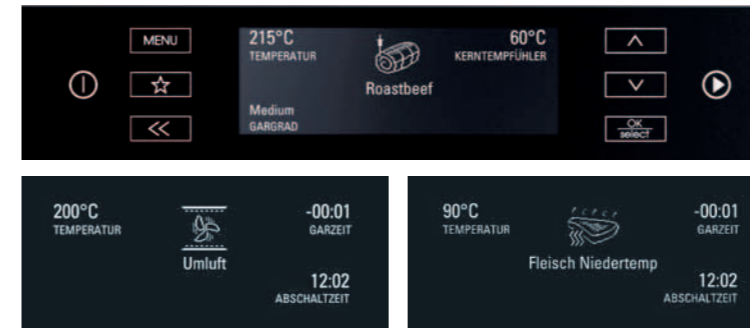 MENU
215°C
TEMPERATUR
60°C
KERNTEMPFÜHLER
Roastbeef
Medium
GARGRAD
OK
select
200°C
TEMPERATUR
Umluft
-00:01
GARZEIT
12:02
ABSCHALTZEIT
90°C
TEMPERATUR
Fleisch Niedertemp
-00:01
GARZEIT
12:02
ABSCHALTZEIT